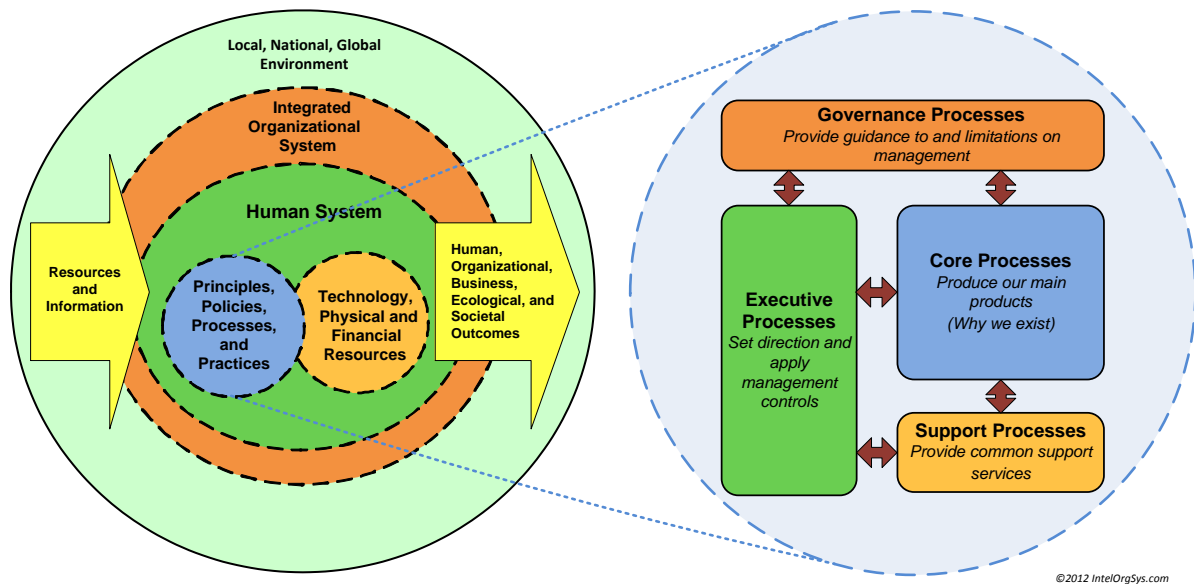 Local, National, Global
Environment
Integrated
Organizational
System
Human System
Resources
and
Information
Principles,
Policies,
Processes,
and
Practices
Technology,
Physical and
Financial
Resources
Human,
Organizational,
Business,
Ecological, and
Societal
Outcomes
Governance Processes
Provide guidance to and limitations on
management
Executive
Processes
Set direction and
apply
management
controls
Core Processes
Produce our main
products
(Why we exist)
Support Processes
Provide common support
services
©2012 IntelOrgSys.com